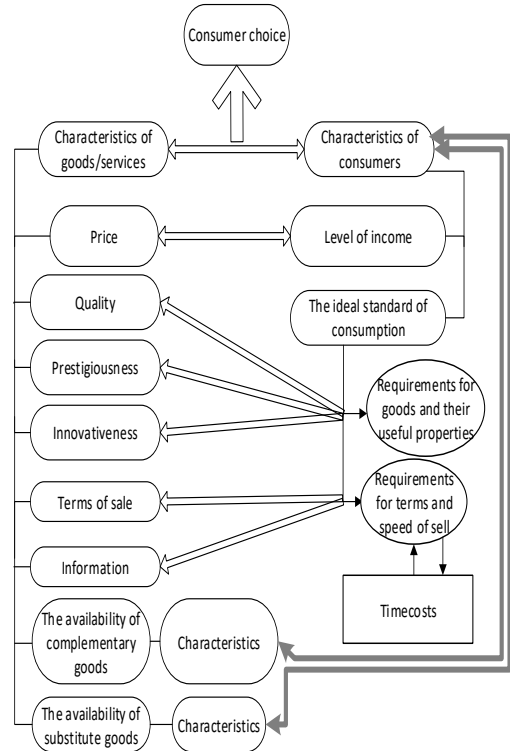 Consumer choice
Characteristics of
goods/services
Characteristics of
consumers
Price
Level of income
Quality
The ideal standard of
consumption
Prestigiousness
Requirements for
goods and their
useful properties
Innovativeness
Requirements
for terms and
speed of sell
Terms of sale
Information
Timecosts
The availability of
complementary
goods
Characteristics
The availability of
substitute goods
Characteristics